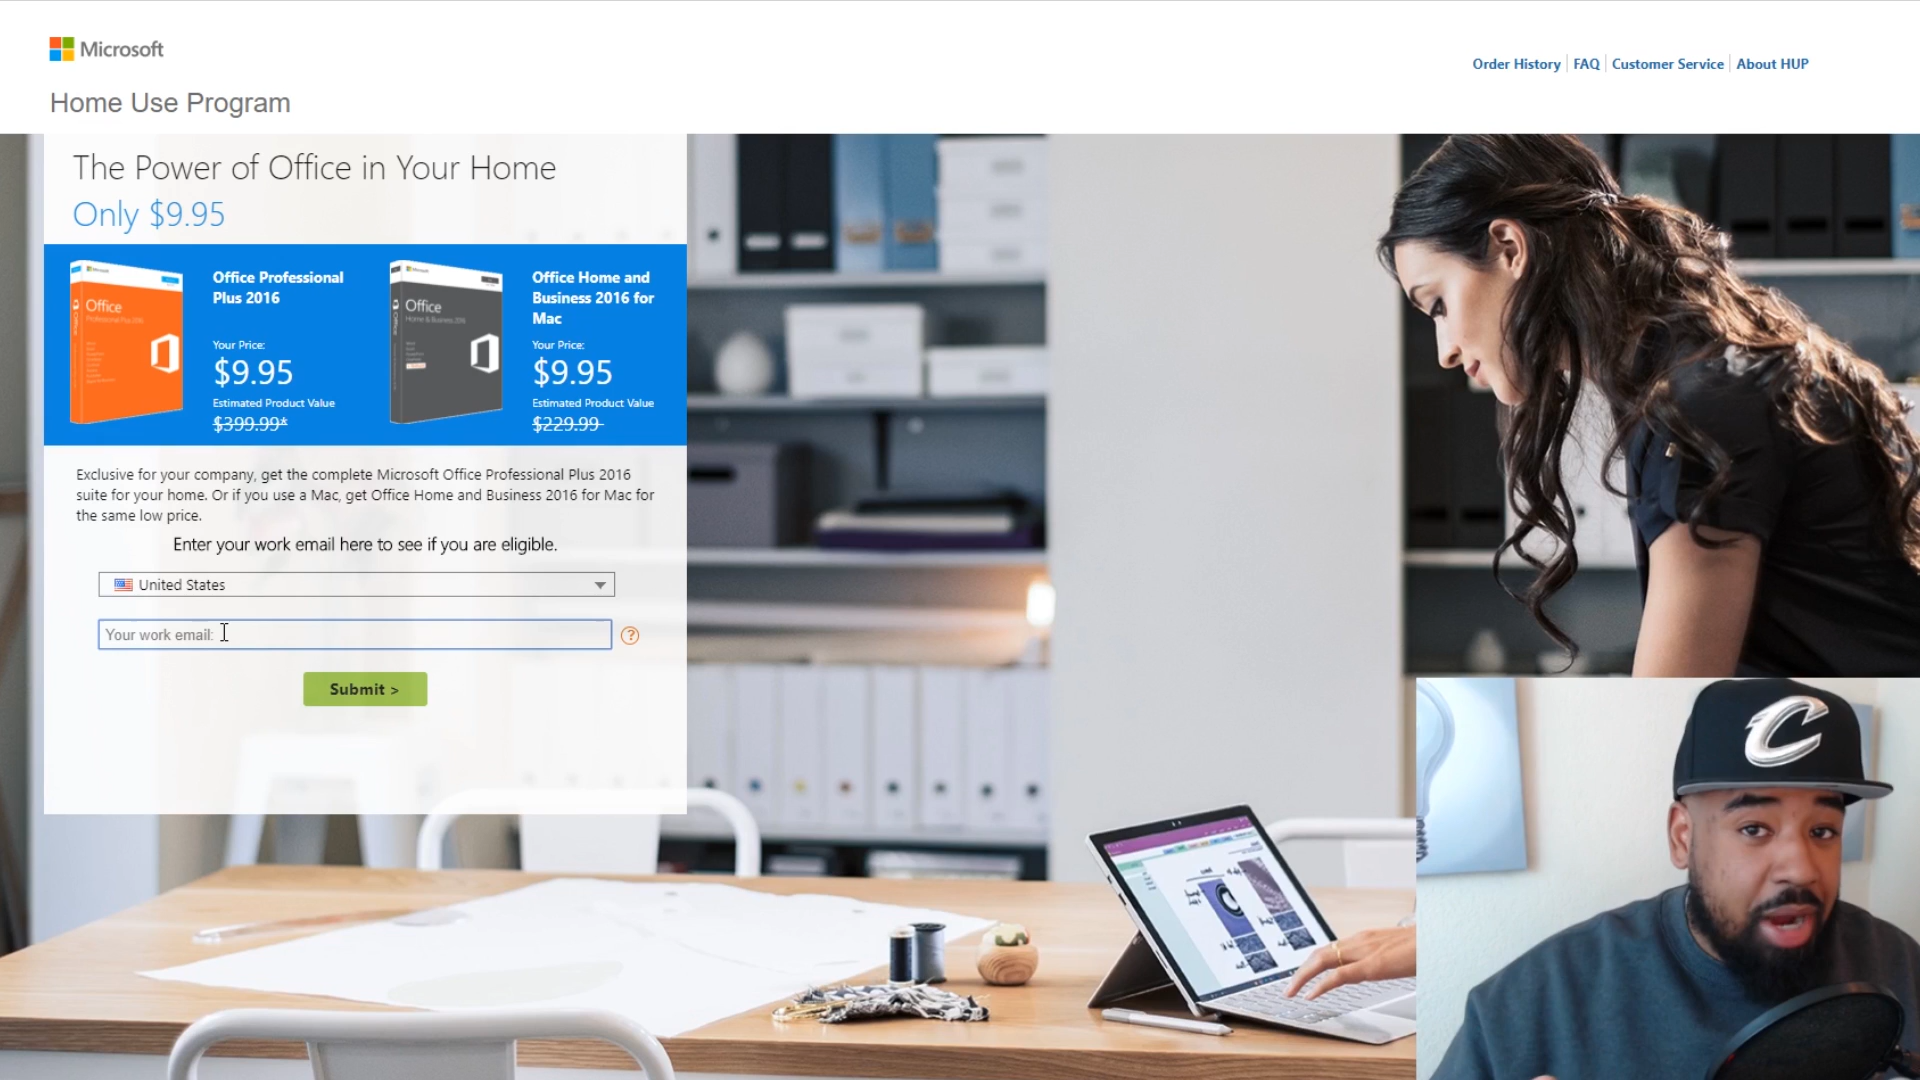 Microsoft
Order History
FAQ
Customer Service
About HUP
Home Use Program
The Power of Office in Your Home
Only $9.95
Office Professional
Plus 2016
Your Price:
$9.95
Estimated Product Value
$399.99*
Office Home and
Business 2016 for
Mac
Your Price:
$9.95
Estimated Product Value
$229.99
Office
Office
Exclusive for your company, get the complete Microsoft Office Professional Plus 2016
suite for your home. Or if you use a Mac, get Office Home and Business 2016 for Mac for
the same low price.
Enter your work email here to see if you are eligible.
United States
Your work email:
?
Submit >
C